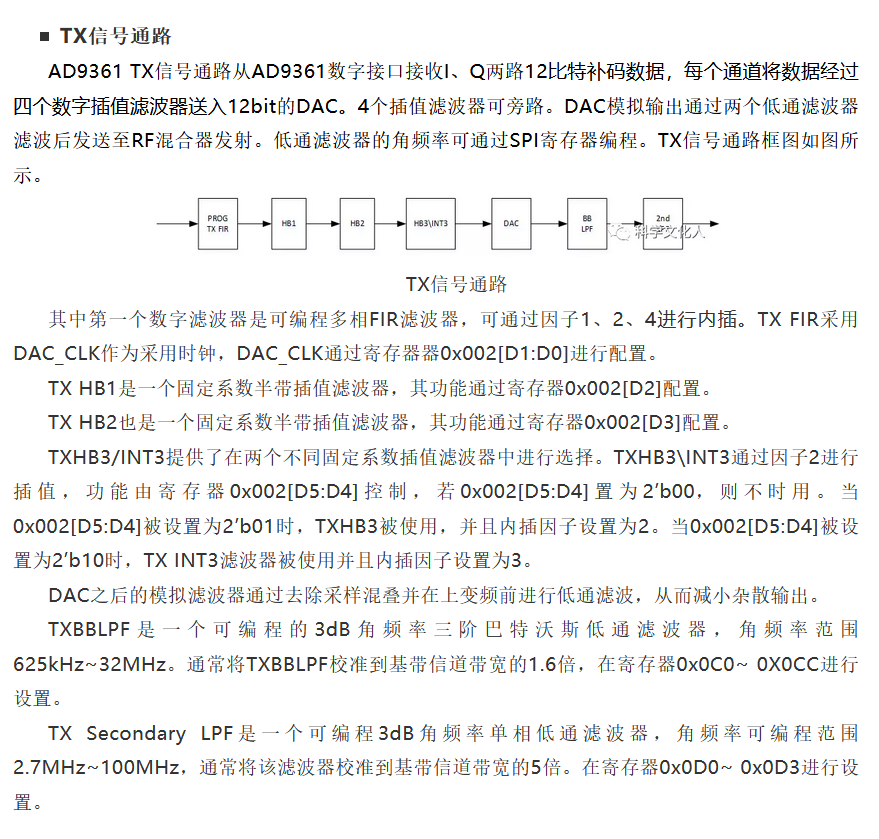 ■ TX信号通路
AD9361 TX信号通路从AD9361数字接口接收I、Q两路12比特补码数据，每个通道将数据经过
四个数字插值滤波器送入12bit的DAC。4个插值滤波器可旁路。DAC模拟输出通过两个低通滤波器
滤波后发送至RF混合器发射。低通滤波器的角频率可通过SPI寄存器编程。TX信号通路框图如图所
示。
PROG
TX FIR
HB1
HB2
HB3\INT3
DAC
BB
LPF
2nd
科学文化人
TX信号通路
其中第一个数字滤波器是可编程多相FIR滤波器，可通过因子1、2、4进行内插。TX FIR采用
DAC_CLK作为采用时钟，DAC_CLK通过寄存器器0x002[D1:D0]进行配置。
TX HB1是一个固定系数半带插值滤波器，其功能通过寄存器0x002[D2]配置。
TX HB2也是一个固定系数半带插值滤波器，其功能通过寄存器0x002[D3]配置。
TXHB3/INT3提供了在两个不同固定系数插值滤波器中进行选择。TXHB3\INT3通过因子2进行
插值，功能由寄存器0x002[D5:D4]控制，若0x002[D5:D4]置为2’b00，则不时用。当
0x002[D5:D4]被设置为2’b01时，TXHB3被使用，并且内插因子设置为2。当0x002[D5:D4]被设
置为2’b10时，TX INT3滤波器被使用并且内插因子设置为3。
DAC之后的模拟滤波器通过去除采样混叠并在上变频前进行低通滤波，从而减小杂散输出。
TXBBLPF是一个可编程的3dB角频率三阶巴特沃斯低通滤波器，角频率范围
625kHz~32MHz。通常将TXBBLPF校准到基带信道带宽的1.6倍，在寄存器0x0C0~ 0X0CC进行
设置。
TX Secondary LPF是一个可编程3dB角频率单相低通滤波器，角频率可编程范围
2.7MHz~100MHz，通常将该滤波器校准到基带信道带宽的5倍。在寄存器0x0D0~ 0x0D3进行设
置。